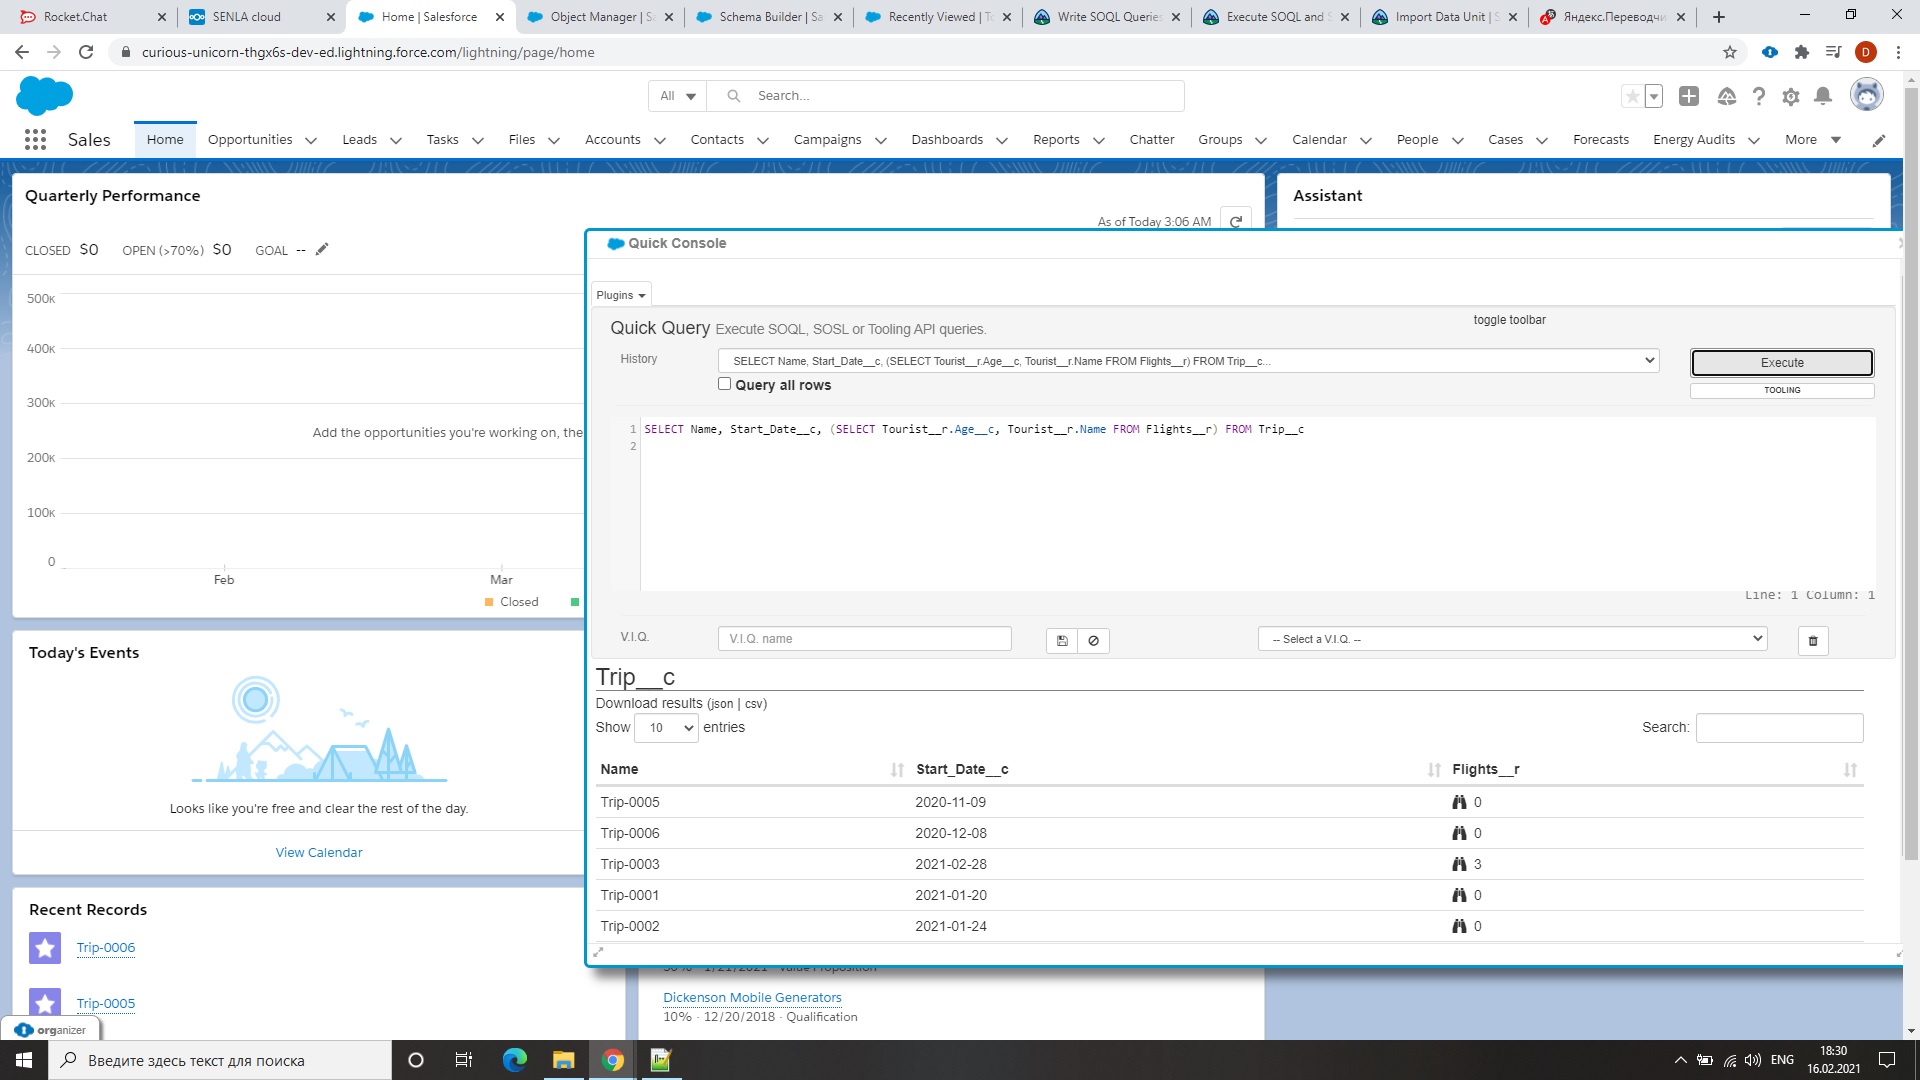 Rocket.Chat
SENLA cloud
Home | Salesforce
Object Manager | Sa
Schema Builder | Sa
Recently Viewed | To
Write SOQL Queries
Execute SOQL and S
Import Data Unit | S
Яндекс.Переводчи
curious-unicorn-thgx6s-dev-ed.lightning.force.com/lightning/page/home
D
All
Search...
Sales
Home
Opportunities
Leads
Tasks
Files
Accounts
Contacts
Campaigns
Dashboards
Reports
Chatter
Groups
Calendar
People
Cases
Forecasts
Energy Audits
More
Quarterly Performance
As of Today 3:06 AM
CLOSED $0 OPEN (>70%) $0 GOAL --
500K
400K
300K
200K
100K
0
Add the opportunities you're working on, the
Feb
Mar
Closed
Assistant
Quick Console
Plugins
Quick Query Execute SOQL, SOSL or Tooling API queries.
toggle toolbar
History
SELECT Name, Start_Date__c, (SELECT Tourist__r.Age__c, Tourist__r.Name FROM Flights__r) FROM Trip__c...
Execute
Query all rows
TOOLING
1 SELECT Name, Start_Date__c, (SELECT Tourist__r.Age__c, Tourist__r.Name FROM Flights__r) FROM Trip__c
2
Line: 1 Column: 1
V.I.Q.
V.I.Q. name
-- Select a V.I.Q. --
Trip__c
Download results (json | csv)
Show 10 entries
Search:
Name Start_Date__c Flights__r
Trip-0005 2020-11-09 0
Trip-0006 2020-12-08 0
Trip-0003 2021-02-28 3
Trip-0001 2021-01-20 0
Trip-0002 2021-01-24 0
Today's Events
Looks like you're free and clear the rest of the day.
View Calendar
Recent Records
Trip-0006
Trip-0005
Dickenson Mobile Generators
10% · 12/20/2018 · Qualification
organizer
Введите здесь текст для поиска
ENG
18:30
16.02.2021